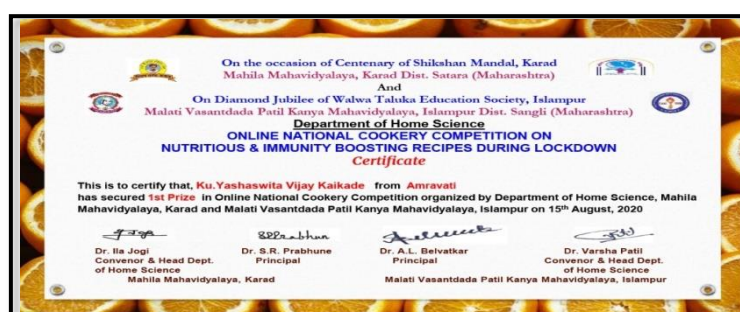 On the occasion of Centenary of Shikshan Mandal, Karad
Mahila Mahavidyalaya, Karad Dist. Satara (Maharashtra)
And
On Diamond Jubilee of Walwa Taluka Education Society, Islampur
Malati Vasantdada Patil Kanya Mahavidyalaya, Islampur Dist. Sangli (Maharashtra)
Department of Home Science
ONLINE NATIONAL COOKERY COMPETITION ON
NUTRITIOUS & IMMUNITY BOOSTING RECIPES DURING LOCKDOWN
Certificate
This is to certify that, Ku.Yashaswita Vijay Kaikade from Amravati
has secured 1st Prize in Online National Cookery Competition organized by Department of Home Science, Mahila
Mahavidyalaya, Karad and Malati Vasantdada Patil Kanya Mahavidyalaya, Islampur on 15th August, 2020
Dr. Ila Jogi
Convenor & Head Dept.
of Home Science
Dr. S.R. Prabhune
Principal
Mahila Mahavidyalaya, Karad
Dr. A.L. Belvatkar
Principal
Dr. Varsha Patil
Convenor & Head Dept.
of Home Science
Malati Vasantdada Patil Kanya Mahavidyalaya, Islampur